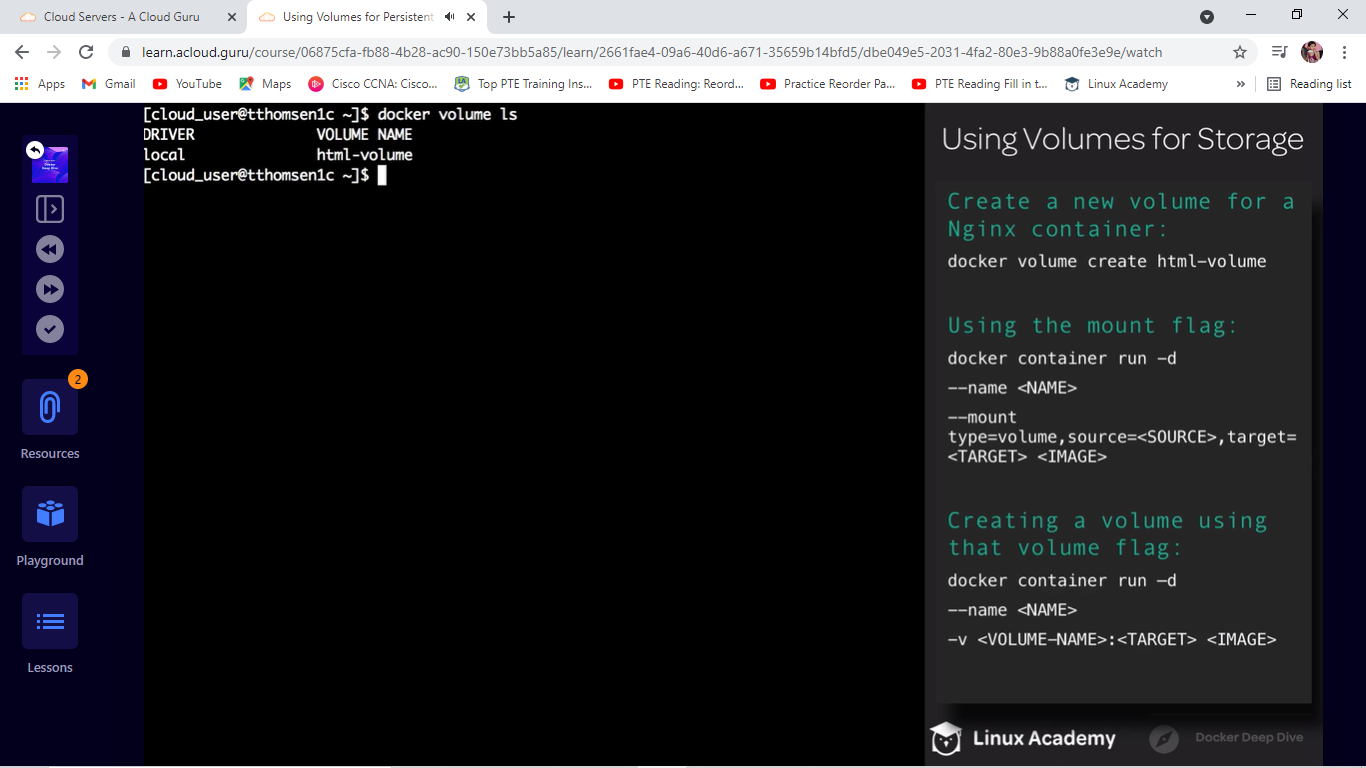 Cloud Servers - A Cloud Guru
Using Volumes for Persistent
learn.acloud.guru/course/06875cfa-fb88-4b28-ac90-150e73bb5a85/learn/2661fae4-09a6-40d6-a671-35659b14bfd5/dbe049e5-2031-4fa2-80e3-9b88a0fe3e9e/watch
Apps
Gmail
YouTube
Maps
Cisco CCNA: Cisco...
Top PTE Training Ins...
PTE Reading: Reord...
Practice Reorder Pa...
PTE Reading Fill in t...
Linux Academy
»
Reading list
2
Resources
Playground
Lessons
[cloud_user@tthomsen1c ~]$ docker volume ls
DRIVER VOLUME NAME
local html-volume
[cloud_user@tthomsen1c ~]$
Using Volumes for Storage
Create a new volume for a
Nginx container:
docker volume create html-volume
Using the mount flag:
docker container run -d
--name <NAME>
--mount
type=volume,source=<SOURCE>,target=
<TARGET> <IMAGE>
Creating a volume using
that volume flag:
docker container run -d
--name <NAME>
-v <VOLUME-NAME>:<TARGET> <IMAGE>
Linux Academy
Docker Deep Dive